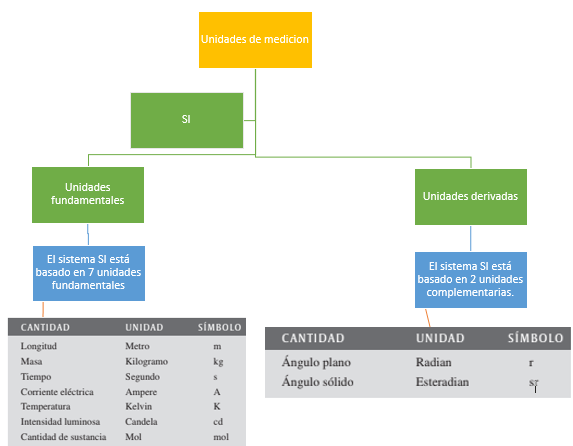 Unidades de medicion
SI
Unidades
fundamentales
Unidades derivadas
El sistema SI está
basado en 7 unidades
fundamentales
El sistema SI está
basado en 2 unidades
complementarias.
CANTIDAD UNIDAD SÍMBOLO
Longitud Metro m
Masa Kilogramo kg
Tiempo Segundo s
Corriente eléctrica Ampere A
Temperatura Kelvin K
Intensidad luminosa Candela cd
Cantidad de sustancia Mol mol
CANTIDAD UNIDAD SÍMBOLO
Ángulo plano Radian r
Ángulo sólido Esteradian sr